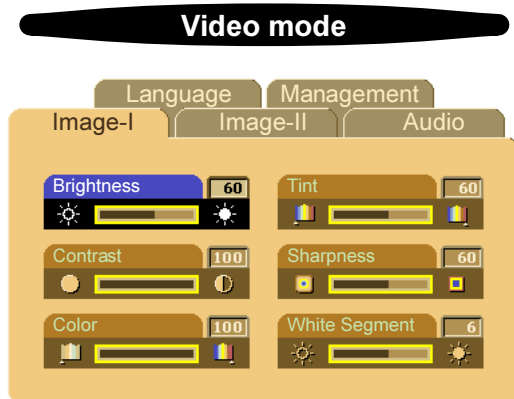 Video mode
Language Management
Image-I Image-II Audio
Brightness 60 Tint 60
Contrast 100 Sharpness 60
Color 100 White Segment 6